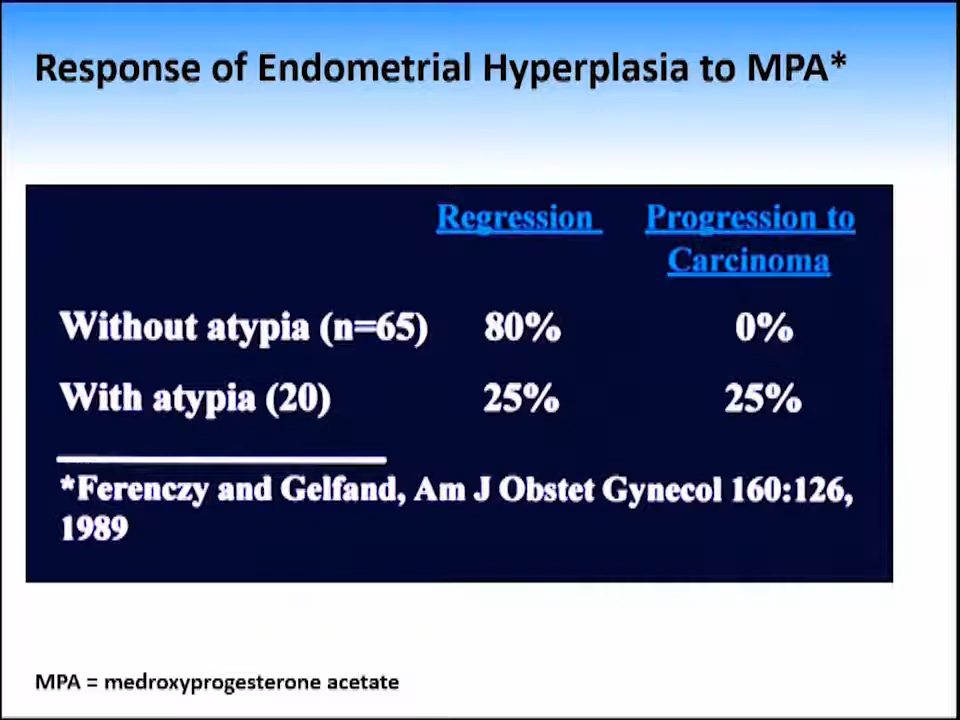 Response of Endometrial Hyperplasia to MPA*
Regression Progression to
Carcinoma
Without atypia (n=65) 80% 0%
With atypia (20) 25% 25%
*Ferenczy and Gelfand, Am J Obstet Gynecol 160:126,
1989
MPA = medroxyprogesterone acetate